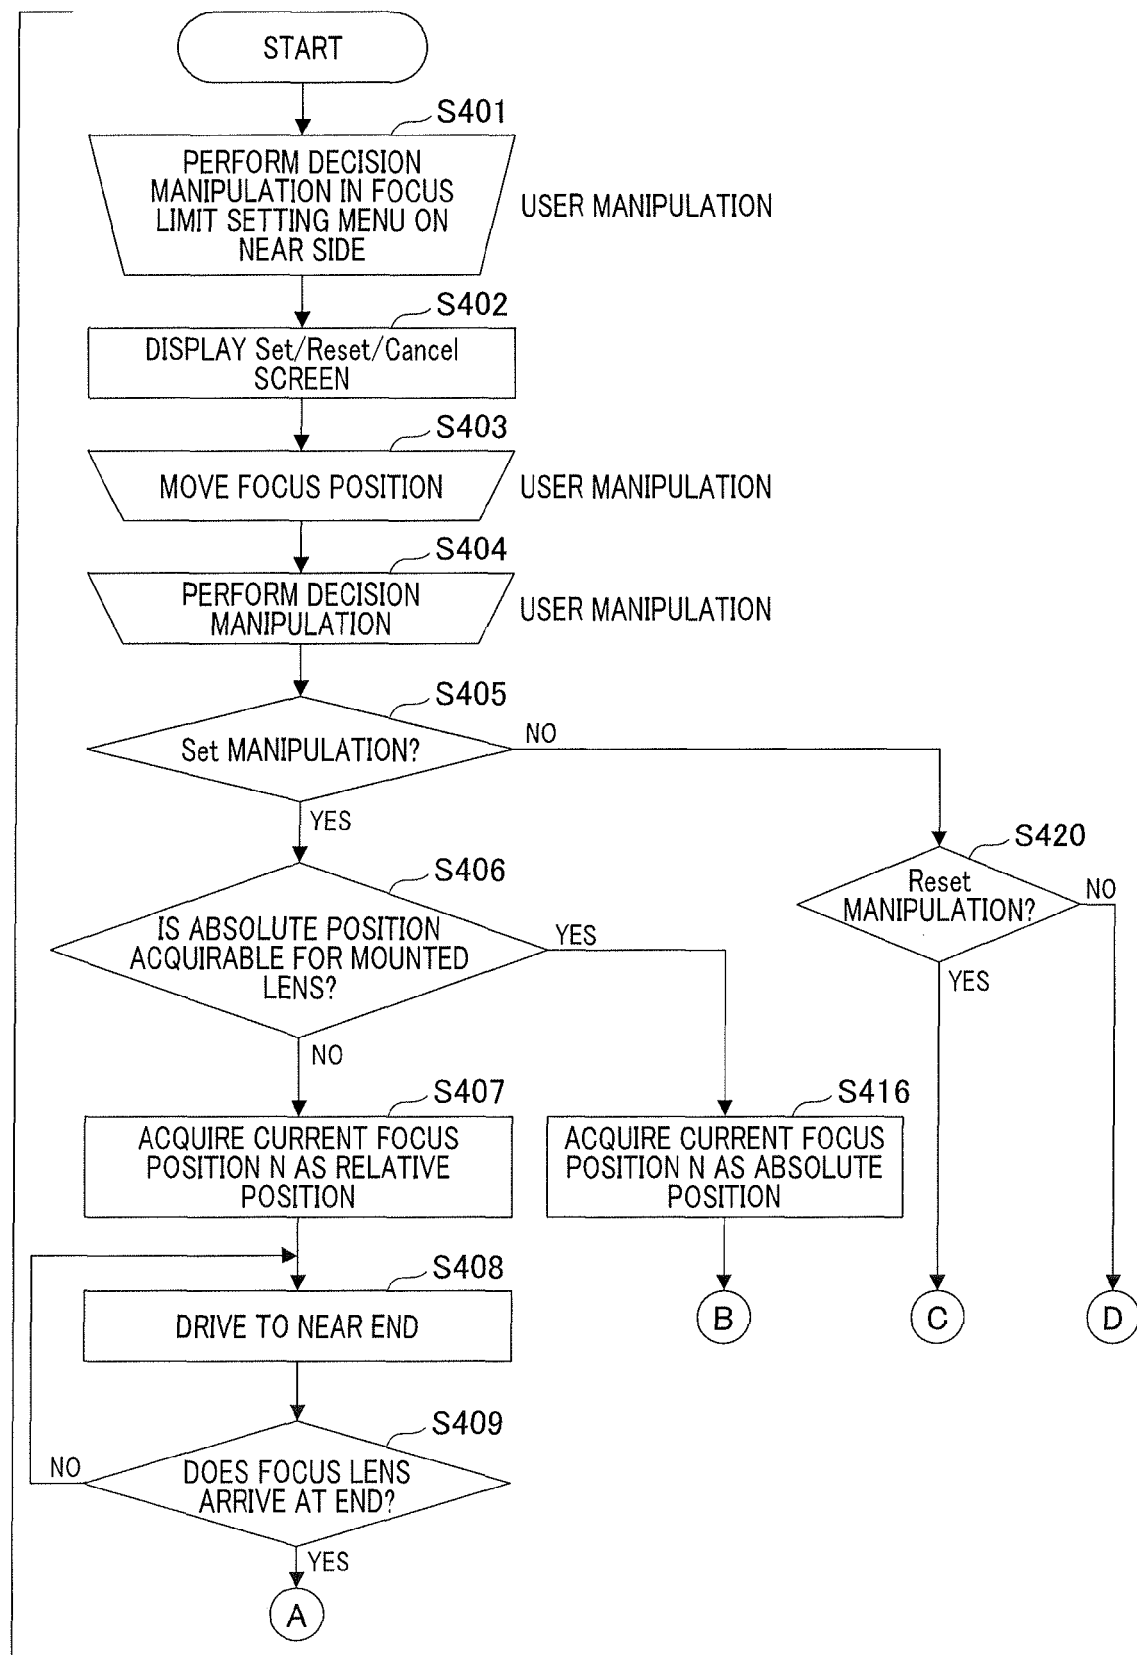 START
S401
PERFORM DECISION
MANIPULATION IN FOCUS
LIMIT SETTING MENU ON
NEAR SIDE
USER MANIPULATION
S402
DISPLAY Set/Reset/Cancel
SCREEN
S403
MOVE FOCUS POSITION
USER MANIPULATION
S404
PERFORM DECISION
MANIPULATION
USER MANIPULATION
S405
Set MANIPULATION?
NO
YES
S420
Reset
MANIPULATION?
NO
YES
S406
IS ABSOLUTE POSITION
ACQUIRABLE FOR MOUNTED
LENS?
YES
NO
S407
ACQUIRE CURRENT FOCUS
POSITION N AS RELATIVE
POSITION
S416
ACQUIRE CURRENT FOCUS
POSITION N AS ABSOLUTE
POSITION
S408
DRIVE TO NEAR END
B
C
D
S409
DOES FOCUS LENS
ARRIVE AT END?
NO
YES
A